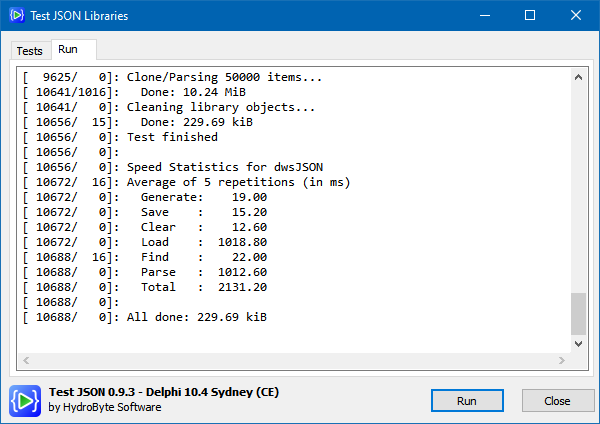 Test JSON Libraries
Tests
Run
[  9625/   0]: Clone/Parsing 50000 items...
[ 10641/1016]:   Done: 10.24 MiB
[ 10641/   0]: Cleaning library objects...
[ 10656/  15]:   Done: 229.69 kiB
[ 10656/   0]: Test finished
[ 10656/   0]:
[ 10656/   0]: Speed Statistics for dwsJSON
[ 10672/  16]: Average of 5 repetitions (in ms)
[ 10672/   0]:   Generate:    19.00
[ 10672/   0]:   Save    :    15.20
[ 10672/   0]:   Clear   :    12.60
[ 10672/   0]:   Load    :  1018.80
[ 10688/  16]:   Find    :    22.00
[ 10688/   0]:   Parse   :  1012.60
[ 10688/   0]:   Total   :  2131.20
[ 10688/   0]:
[ 10688/   0]: All done: 229.69 kiB
Test JSON 0.9.3 - Delphi 10.4 Sydney (CE)
by HydroByte Software
Run
Close